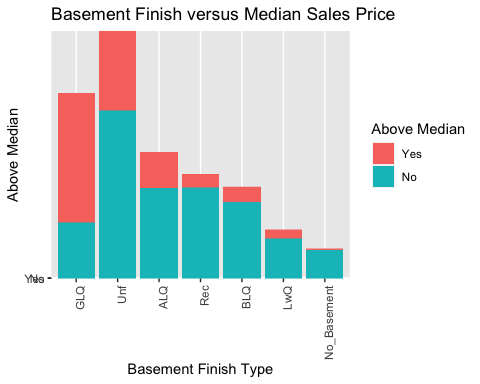 Basement Finish versus Median Sales Price
Above Median
Above Median
Yes
No
GLQ
Unf
ALQ
Rec
BLQ
LwQ
No_Basement
Basement Finish Type